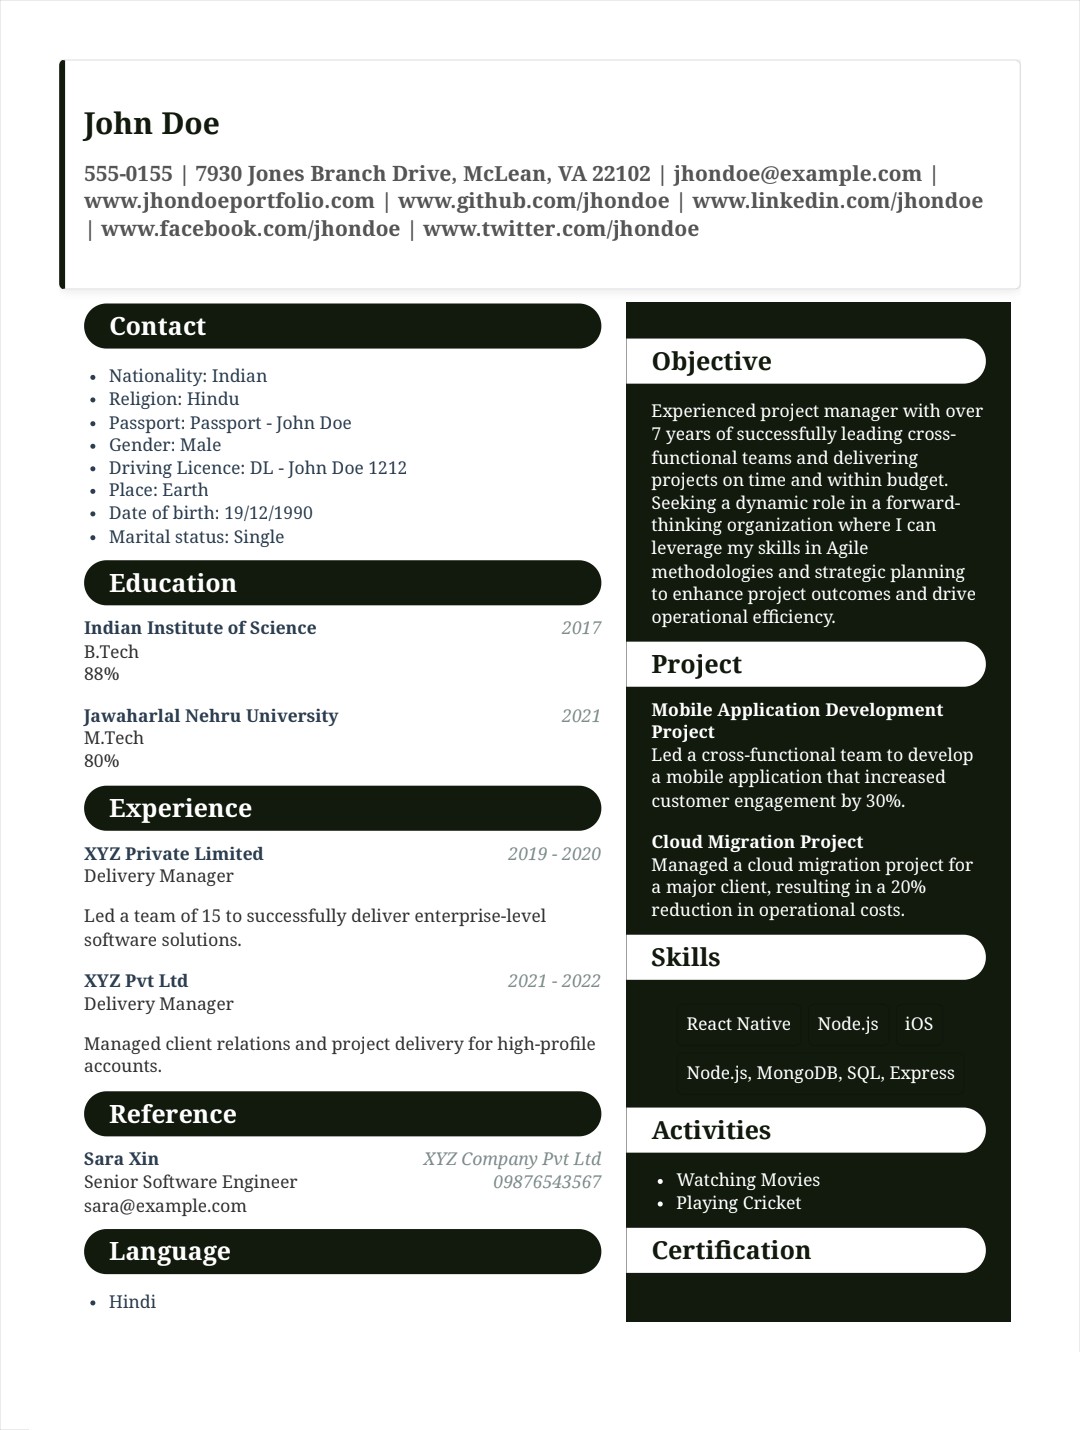 John Doe
555-0155 | 7930 Jones Branch Drive, McLean, VA 22102 | jhondoe@example.com |
www.jhondoeportfolio.com | www.github.com/jhondoe | www.linkedin.com/jhondoe
| www.facebook.com/jhondoe | www.twitter.com/jhondoe
Contact
• Nationality: Indian
• Religion: Hindu
• Passport: Passport - John Doe
• Gender: Male
• Driving Licence: DL - John Doe 1212
• Place: Earth
• Date of birth: 19/12/1990
• Marital status: Single
Education
Indian Institute of Science 2017
B.Tech
88%
Jawaharlal Nehru University 2021
M.Tech
80%
Experience
XYZ Private Limited 2019 - 2020
Delivery Manager
Led a team of 15 to successfully deliver enterprise-level
software solutions.
XYZ Pvt Ltd 2021 - 2022
Delivery Manager
Managed client relations and project delivery for high-profile
accounts.
Reference
Sara Xin XYZ Company Pvt Ltd
Senior Software Engineer 09876543567
sara@example.com
Language
• Hindi
Objective
Experienced project manager with over
7 years of successfully leading cross-
functional teams and delivering
projects on time and within budget.
Seeking a dynamic role in a forward-
thinking organization where I can
leverage my skills in Agile
methodologies and strategic planning
to enhance project outcomes and drive
operational efficiency.
Project
Mobile Application Development
Project
Led a cross-functional team to develop
a mobile application that increased
customer engagement by 30%.
Cloud Migration Project
Managed a cloud migration project for
a major client, resulting in a 20%
reduction in operational costs.
Skills
React Native Node.js iOS
Node.js, MongoDB, SQL, Express
Activities
• Watching Movies
• Playing Cricket
Certification